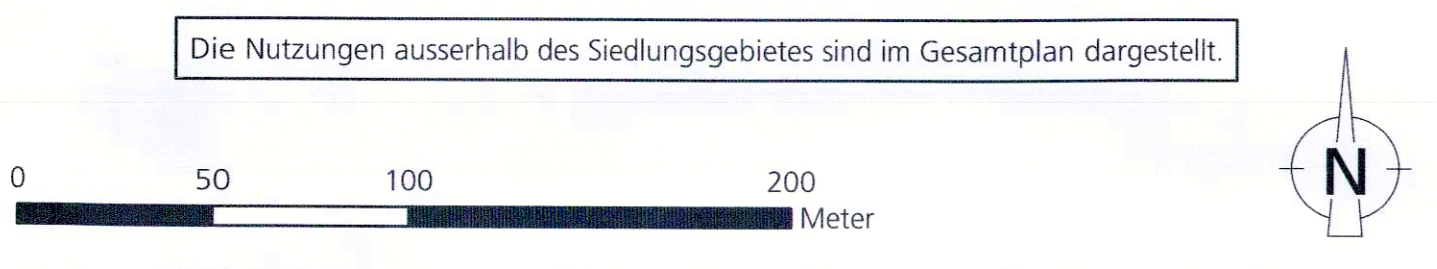 Die Nutzungen ausserhalb des Siedlungsgebietes sind im Gesamtplan dargestellt.
0 50 100 200
Meter
N